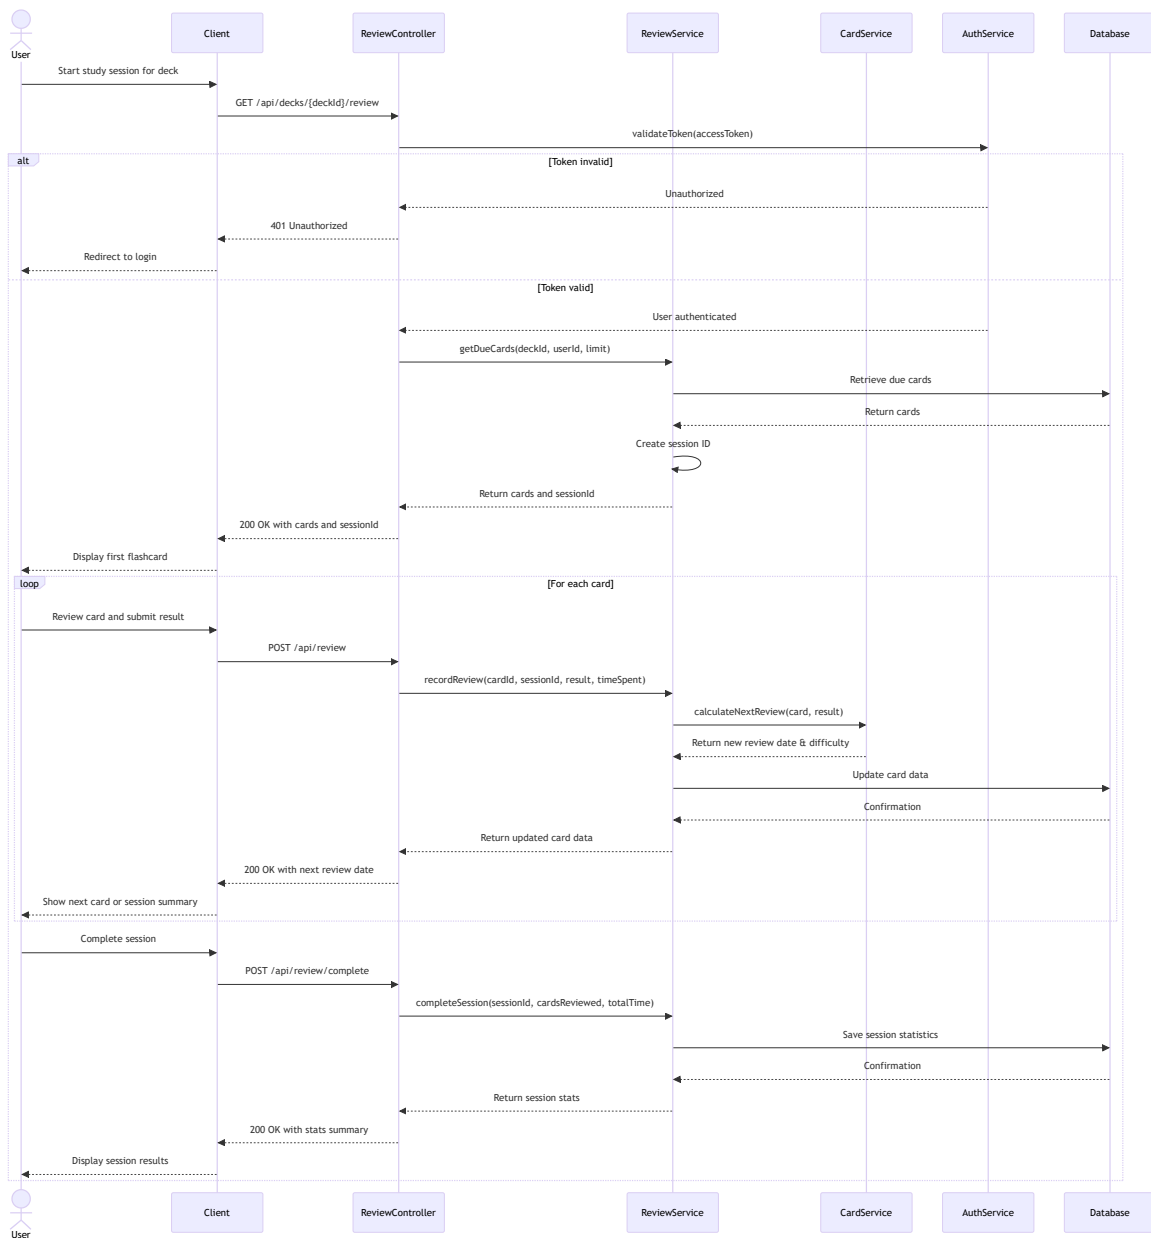 User
Client
ReviewController
ReviewService
CardService
AuthService
Database
Start study session for deck
GET /api/decks/{deckId}/review
validateToken(accessToken)
alt
[Token invalid]
Unauthorized
401 Unauthorized
Redirect to login
[Token valid]
User authenticated
getDueCards(deckId, userId, limit)
Retrieve due cards
Return cards
Create session ID
Return cards and sessionId
200 OK with cards and sessionId
Display first flashcard
loop
[For each card]
Review card and submit result
POST /api/review
recordReview(cardId, sessionId, result, timeSpent)
calculateNextReview(card, result)
Return new review date & difficulty
Update card data
Confirmation
Return updated card data
200 OK with next review date
Show next card or session summary
Complete session
POST /api/review/complete
completeSession(sessionId, cardsReviewed, totalTime)
Save session statistics
Confirmation
Return session stats
200 OK with stats summary
Display session results
User
Client
ReviewController
ReviewService
CardService
AuthService
Database